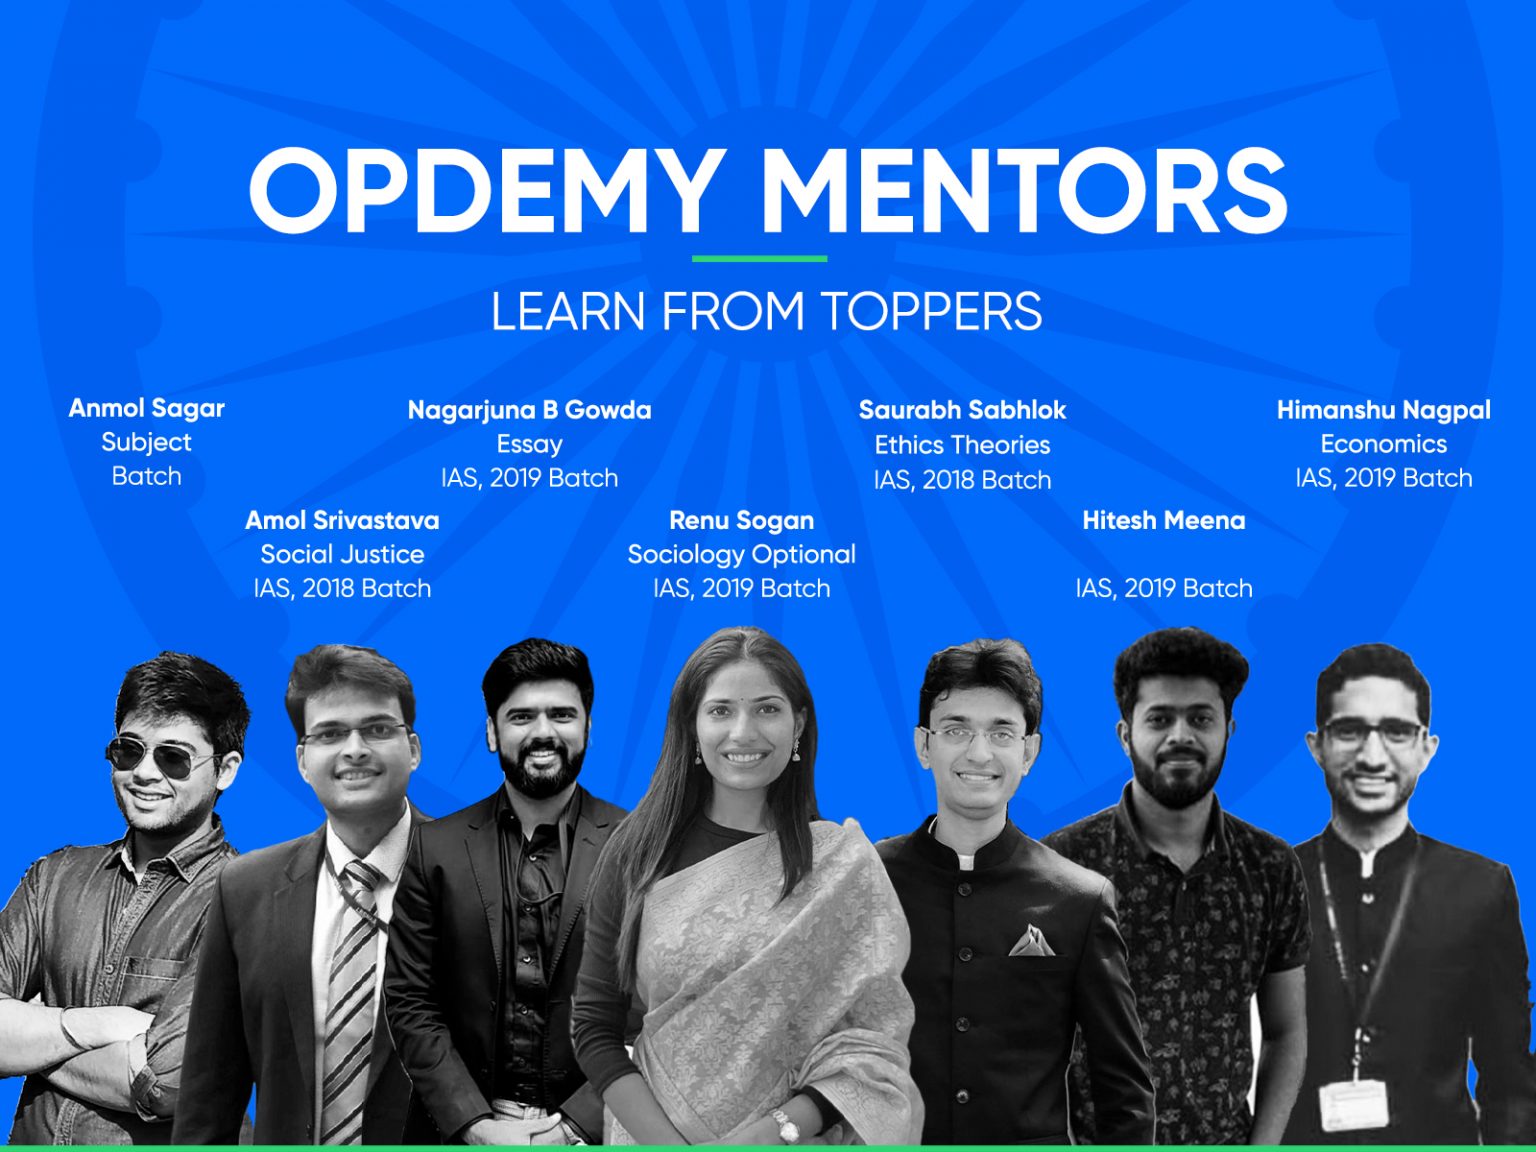 OPDEMY MENTORS
LEARN FROM TOPPERS
Anmol Sagar
Subject
Batch
Nagarjuna B Gowda
Essay
IAS, 2019 Batch
Saurabh Sabhlok
Ethics Theories
IAS, 2018 Batch
Himanshu Nagpal
Economics
IAS, 2019 Batch
Amol Srivastava
Social Justice
IAS, 2018 Batch
Renu Sogan
Sociology Optional
IAS, 2019 Batch
Hitesh Meena
IAS, 2019 Batch